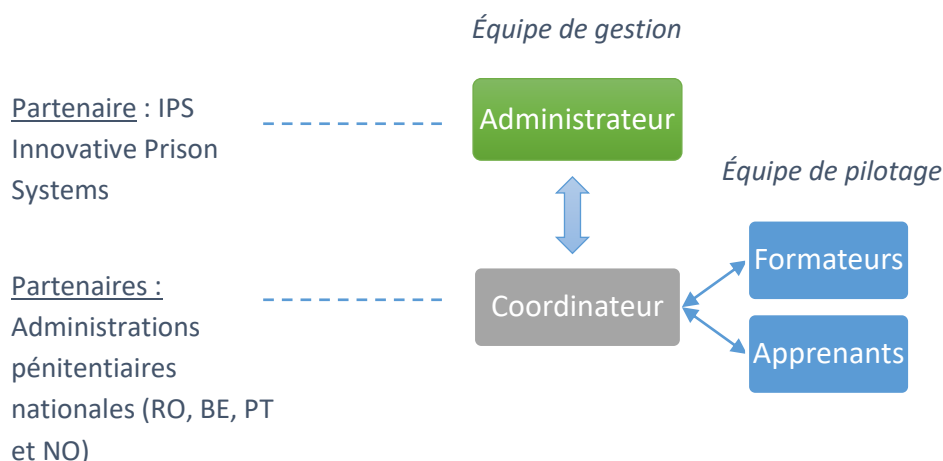 Équipe de gestion
Partenaire : IPS
Innovative Prison
Systems
Administrateur
Équipe de pilotage
Formateurs
Partenaires :
Administrations
pénitentiaires
nationales (RO, BE, PT
et NO)
Coordinateur
Apprenants